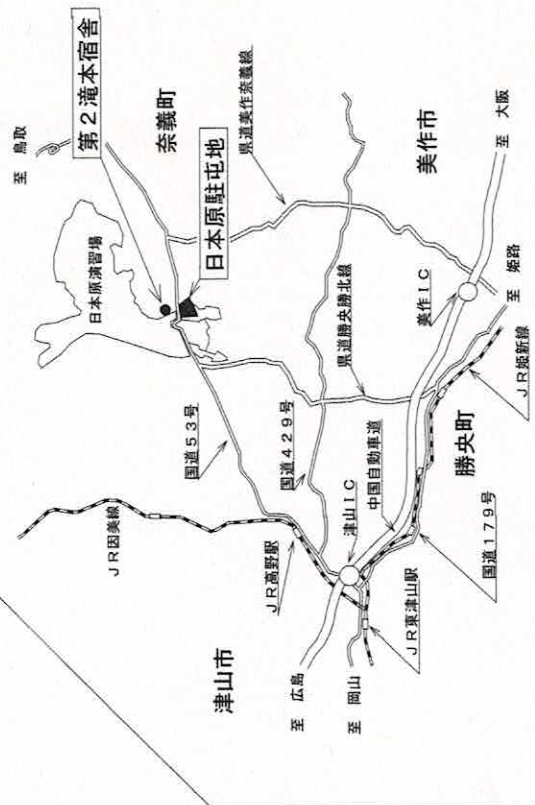 至 鳥取
第２滝本宿舎
奈義町
日本原演習場
日本原駐屯地
県道美作奈義線
美作市
国道５３号
国道４２９号
県道勝央勝北線
美作ＩＣ
至 大阪
至 姫路
ＪＲ因美線
ＪＲ高野駅
津山ＩＣ
中国自動車道
勝央町
ＪＲ姫新線
国道１７９号
津山市
ＪＲ東津山駅
至 広島
至 岡山